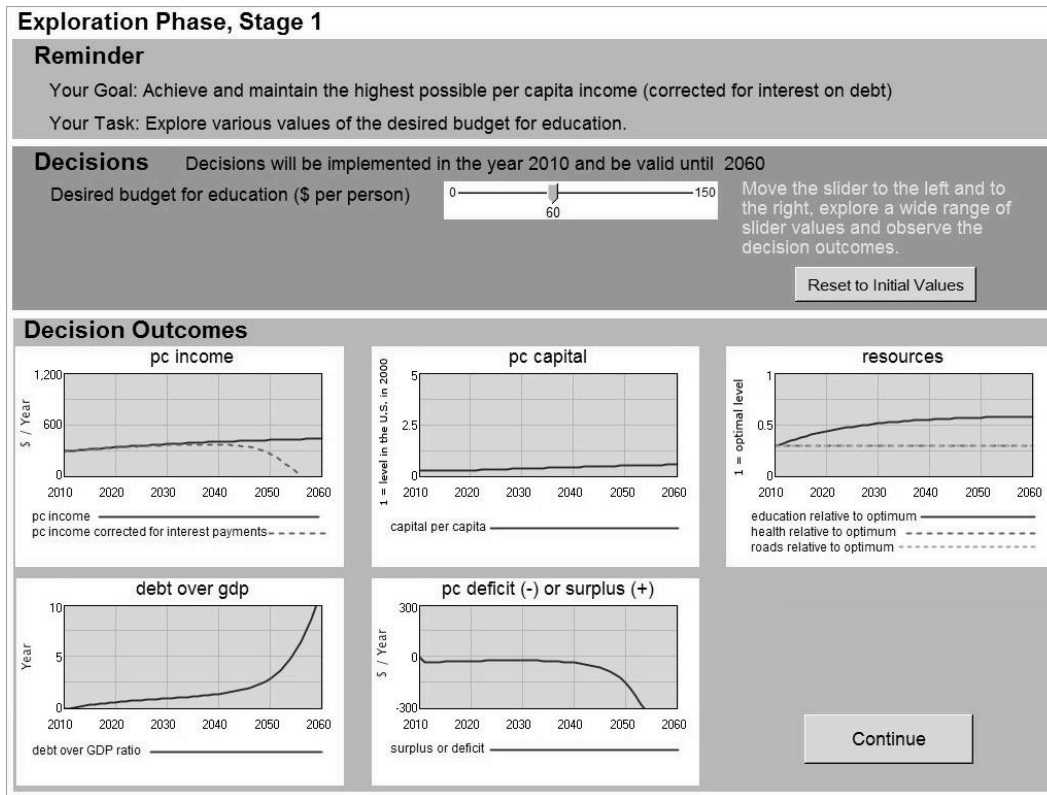 Exploration Phase, Stage 1
Reminder
Your Goal: Achieve and maintain the highest possible per capita income (corrected for interest on debt)
Your Task: Explore various values of the desired budget for education.
Decisions Decisions will be implemented in the year 2010 and be valid until 2060
Desired budget for education ($ per person)
0 150
60
Move the slider to the left and to
the right, explore a wide range of
slider values and observe the
decision outcomes.
Reset to Initial Values
Decision Outcomes
pc income
1,200
600
0
$ / Year
2010 2020 2030 2040 2050 2060
pc income
pc income corrected for interest payments
pc capital
5
2.5
0
1 = level in the U.S. in 2000
2010 2020 2030 2040 2050 2060
capital per capita
resources
1
0.5
0
1 = optimal level
2010 2020 2030 2040 2050 2060
education relative to optimum
health relative to optimum
roads relative to optimum
debt over gdp
10
5
0
Year
2010 2020 2030 2040 2050 2060
debt over GDP ratio
pc deficit (-) or surplus (+)
300
0
-300
$ / Year
2010 2020 2030 2040 2050 2060
surplus or deficit
Continue